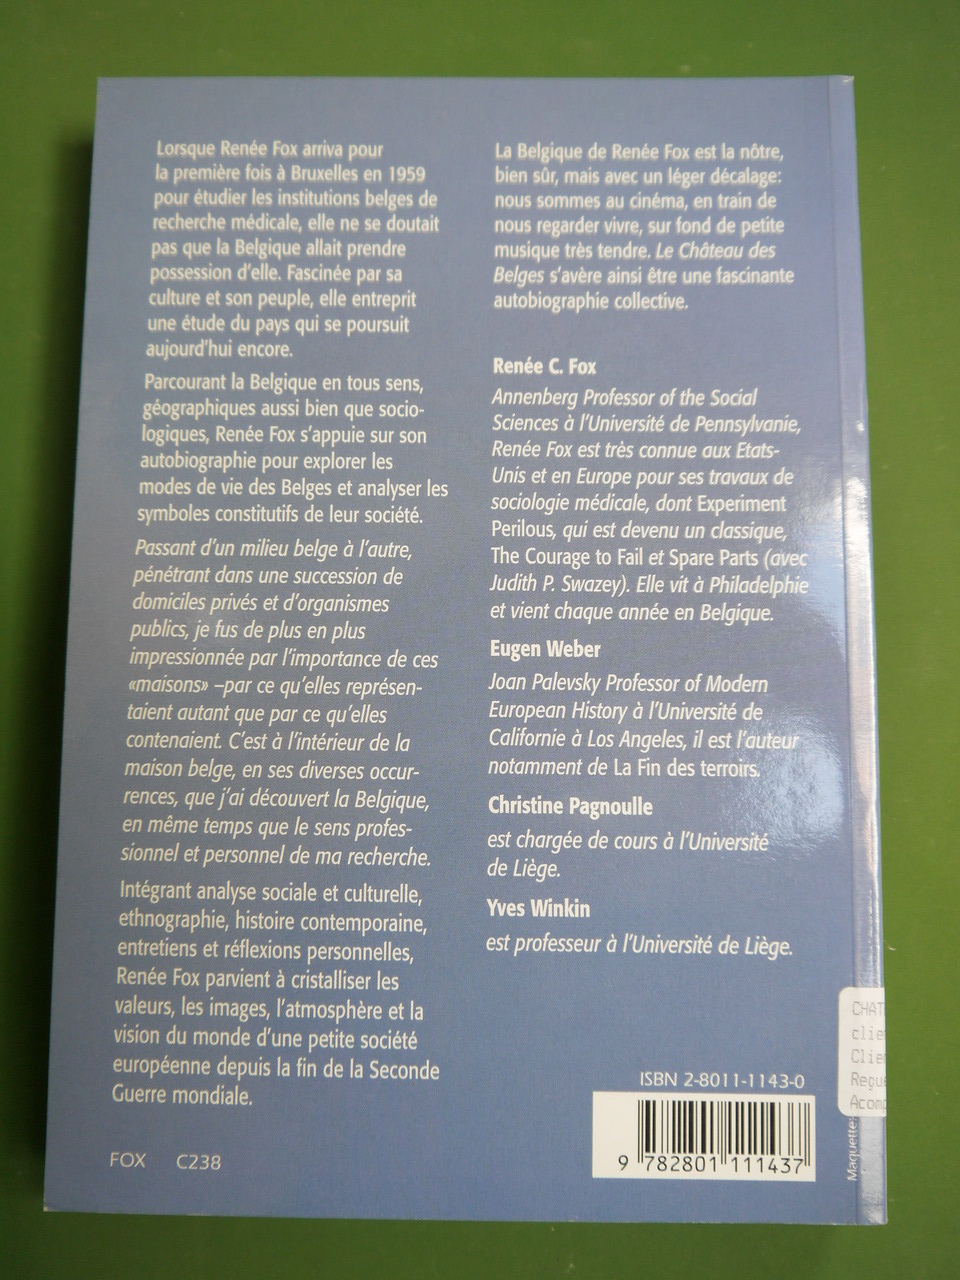 Lorsque Renée Fox arriva pour
la première fois à Bruxelles en 1959
pour étudier les institutions belges de
recherche médicale, elle ne se doutait
pas que la Belgique allait prendre
possession d'elle. Fascinée par sa
culture et son peuple, elle entreprit
une étude du pays qui se poursuit
aujourd'hui encore.
Parcourant la Belgique en tous sens,
géographiques aussi bien que socio-
logiques, Renée Fox s'appuie sur son
autobiographie pour explorer les
modes de vie des Belges et analyser les
symboles constitutifs de leur société.
Passant d'un milieu belge à l'autre,
pénétrant dans une succession de
domiciles privés et d'organismes
publics, je fus de plus en plus
impressionnée par l'importance de ces
«maisons» –par ce qu'elles représen-
taient autant que par ce qu'elles
contenaient. C'est à l'intérieur de la
maison belge, en ses diverses occur-
rences, que j'ai découvert la Belgique,
en même temps que le sens profes-
sionnel et personnel de ma recherche.
Intégrant analyse sociale et culturelle,
ethnographie, histoire contemporaine,
entretiens et réflexions personnelles,
Renée Fox parvient à cristalliser les
valeurs, les images, l'atmosphère et la
vision du monde d'une petite société
européenne depuis la fin de la Seconde
Guerre mondiale.
FOX C238
La Belgique de Renée Fox est la nôtre,
bien sûr, mais avec un léger décalage:
nous sommes au cinéma, en train de
nous regarder vivre, sur fond de petite
musique très tendre. Le Château des
Belges s'avère ainsi être une fascinante
autobiographie collective.
Renée C. Fox
Annenberg Professor of the Social
Sciences à l'Université de Pennsylvanie,
Renée Fox est très connue aux Etats-
Unis et en Europe pour ses travaux de
sociologie médicale, dont Experiment
Perilous, qui est devenu un classique,
The Courage to Fail et Spare Parts (avec
Judith P. Swazey). Elle vit à Philadelphie
et vient chaque année en Belgique.
Eugen Weber
Joan Palevsky Professor of Modern
European History à l'Université de
Californie à Los Angeles, il est l'auteur
notamment de La Fin des terroirs.
Christine Pagnoulle
est chargée de cours à l'Université
de Liège.
Yves Winkin
est professeur à l'Université de Liège.
ISBN 2-8011-1143-0
9 782801 111437
CHAT
clie
Clie
Regu
Acom
Maquette: